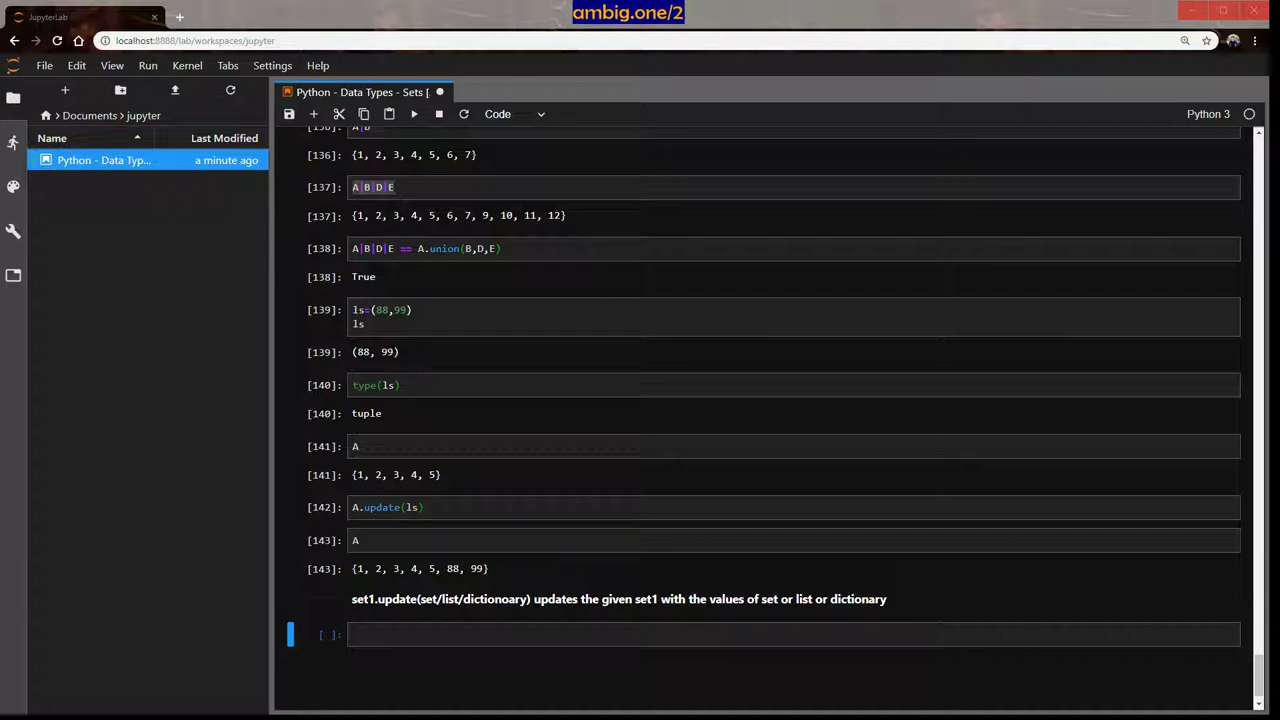 ambig.one/2
JupyterLab
localhost:8888/lab/workspaces/jupyter
File Edit View Run Kernel Tabs Settings Help
Python - Data Types - Sets [
Code
Python 3
Documents jupyter
Name Last Modified
Python - Data Typ... a minute ago
[136]: {1, 2, 3, 4, 5, 6, 7}
[137]: A|B|D|E
[137]: {1, 2, 3, 4, 5, 6, 7, 9, 10, 11, 12}
[138]: A|B|D|E == A.union(B,D,E)
[138]: True
[139]: ls=(88,99)
ls
[139]: (88, 99)
[140]: type(ls)
[140]: tuple
[141]: A
[141]: {1, 2, 3, 4, 5}
[142]: A.update(ls)
[143]: A
[143]: {1, 2, 3, 4, 5, 88, 99}
set1.update(set/list/dictionoary) updates the given set1 with the values of set or list or dictionary
[ ]: